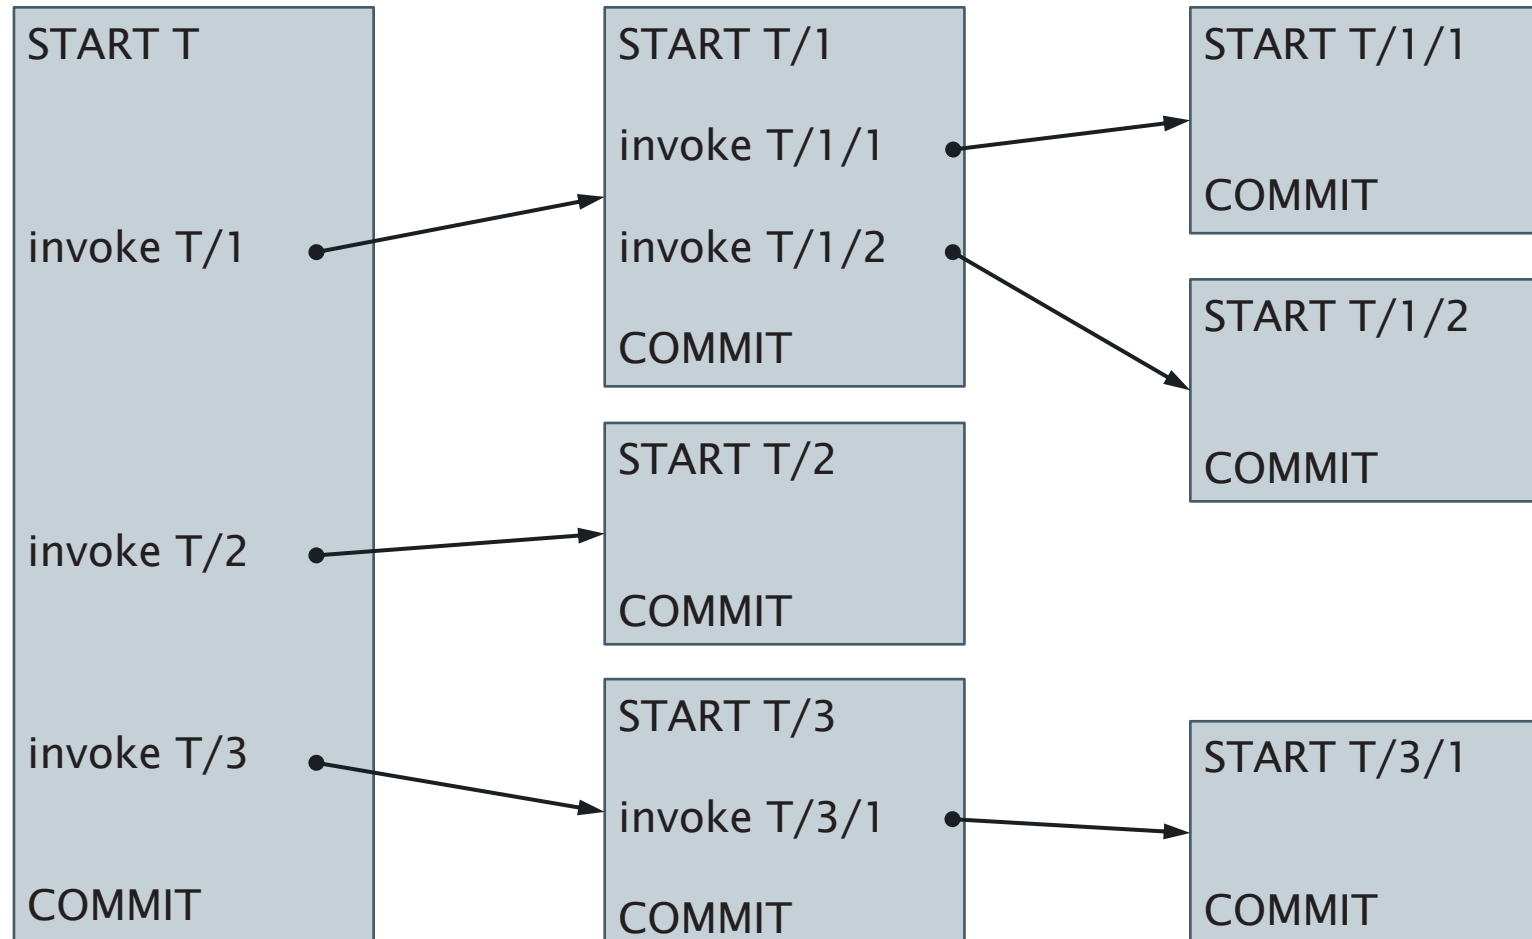 START T
invoke T/1
invoke T/2
invoke T/3
COMMIT
START T/1
invoke T/1/1
invoke T/1/2
COMMIT
START T/2
COMMIT
START T/3
invoke T/3/1
COMMIT
START T/1/1
COMMIT
START T/1/2
COMMIT
START T/3/1
COMMIT